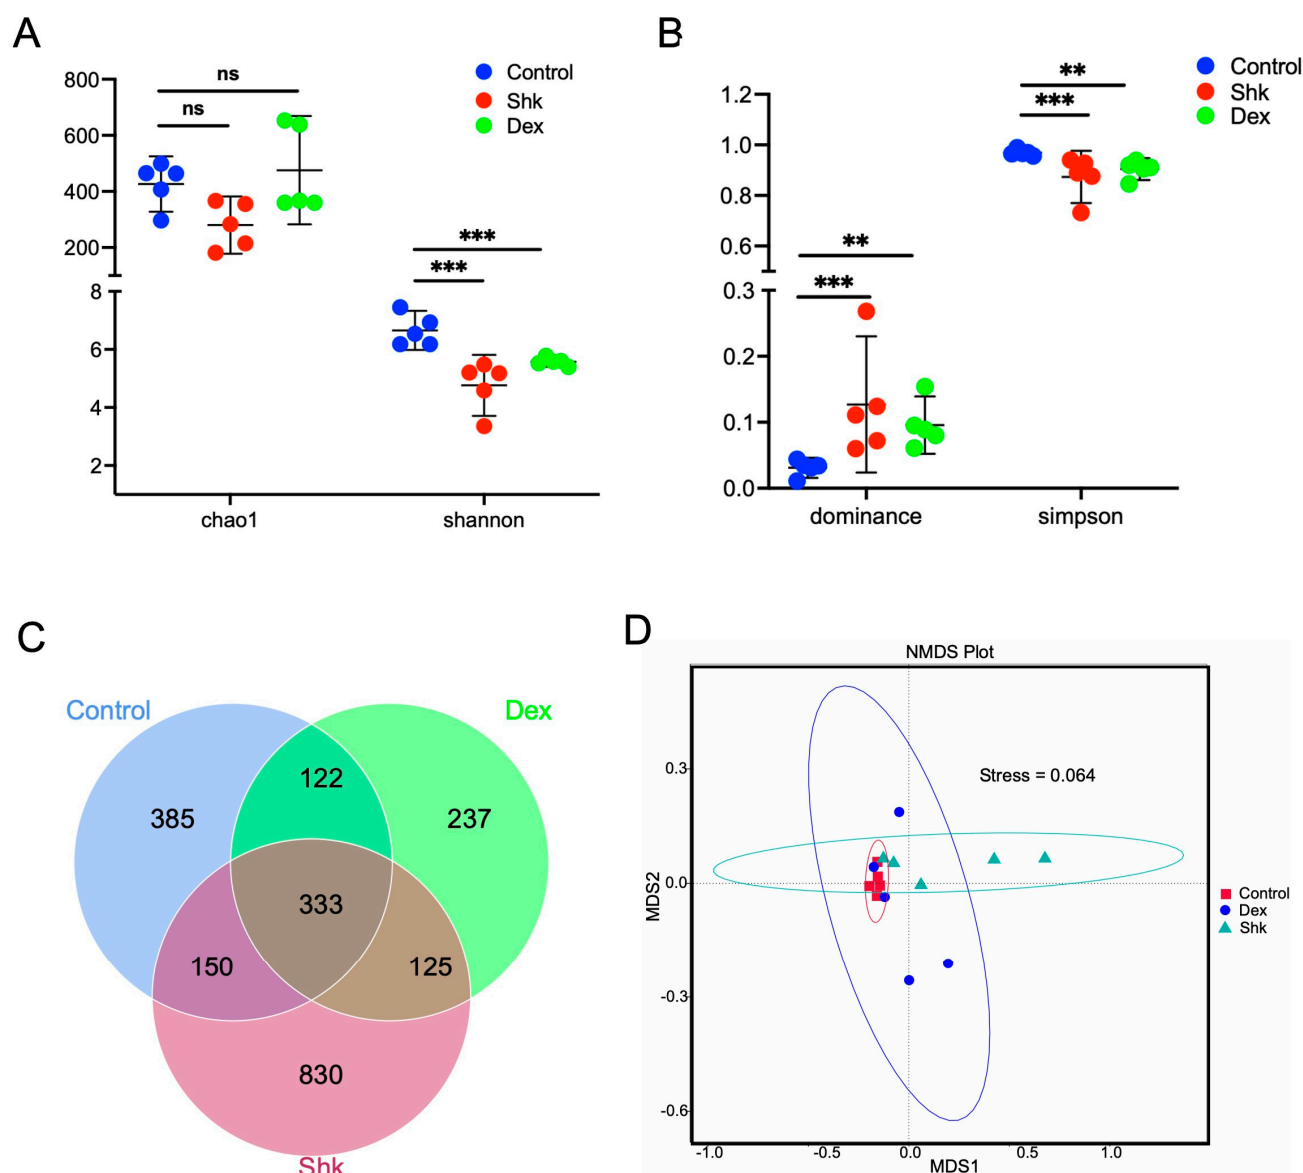 A
800
600
400
200
8
6
4
2
ns
ns
***
***
Control
Shk
Dex
chao1
shannon
B
1.2
1.0
0.8
0.6
0.3
0.2
0.1
0.0
**
***
**
***
Control
Shk
Dex
dominance
simpson
C
Control
Dex
122
385
237
333
150
125
830
Shk
D
NMDS Plot
Stress = 0.064
0.3
0.0
-0.3
-0.6
MDS2
-1.0
-0.5
0.0
0.5
1.0
MDS1
Control
Dex
Shk